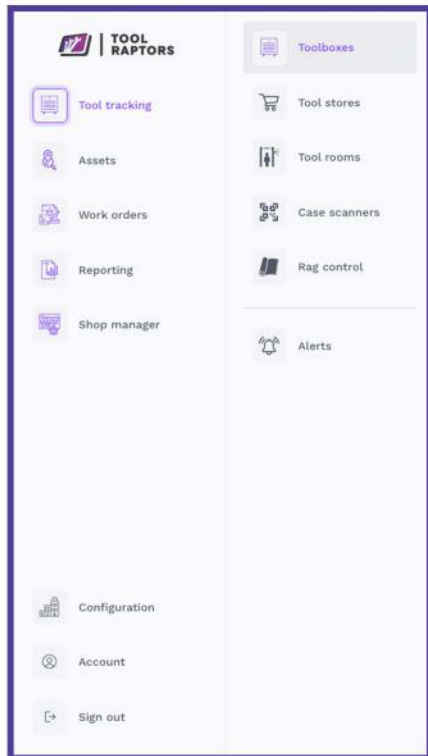 TOOL
RAPTORS
Tool tracking
Assets
Work orders
Reporting
Shop manager
Configuration
Account
Sign out
Toolboxes
Tool stores
Tool rooms
Case scanners
Rag control
Alerts